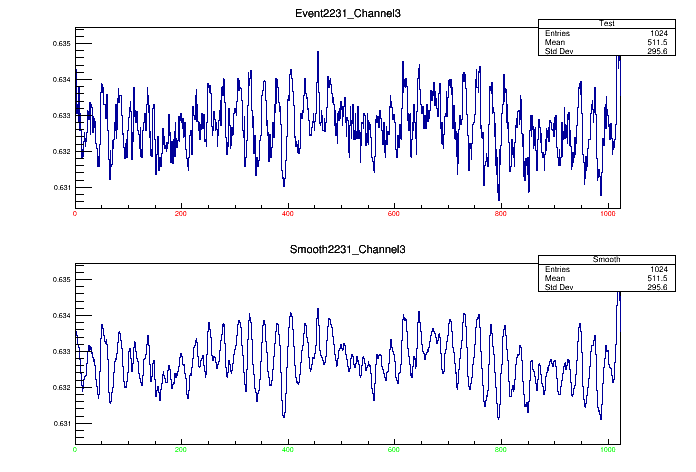 Event2231_Channel3
Test
Entries 1024
Mean 511.5
Std Dev 295.6
0.635
0.634
0.633
0.632
0.631
0 200 400 600 800 1000
Smooth2231_Channel3
Smooth
Entries 1024
Mean 511.5
Std Dev 295.6
0.635
0.634
0.633
0.632
0.631
0 200 400 600 800 1000